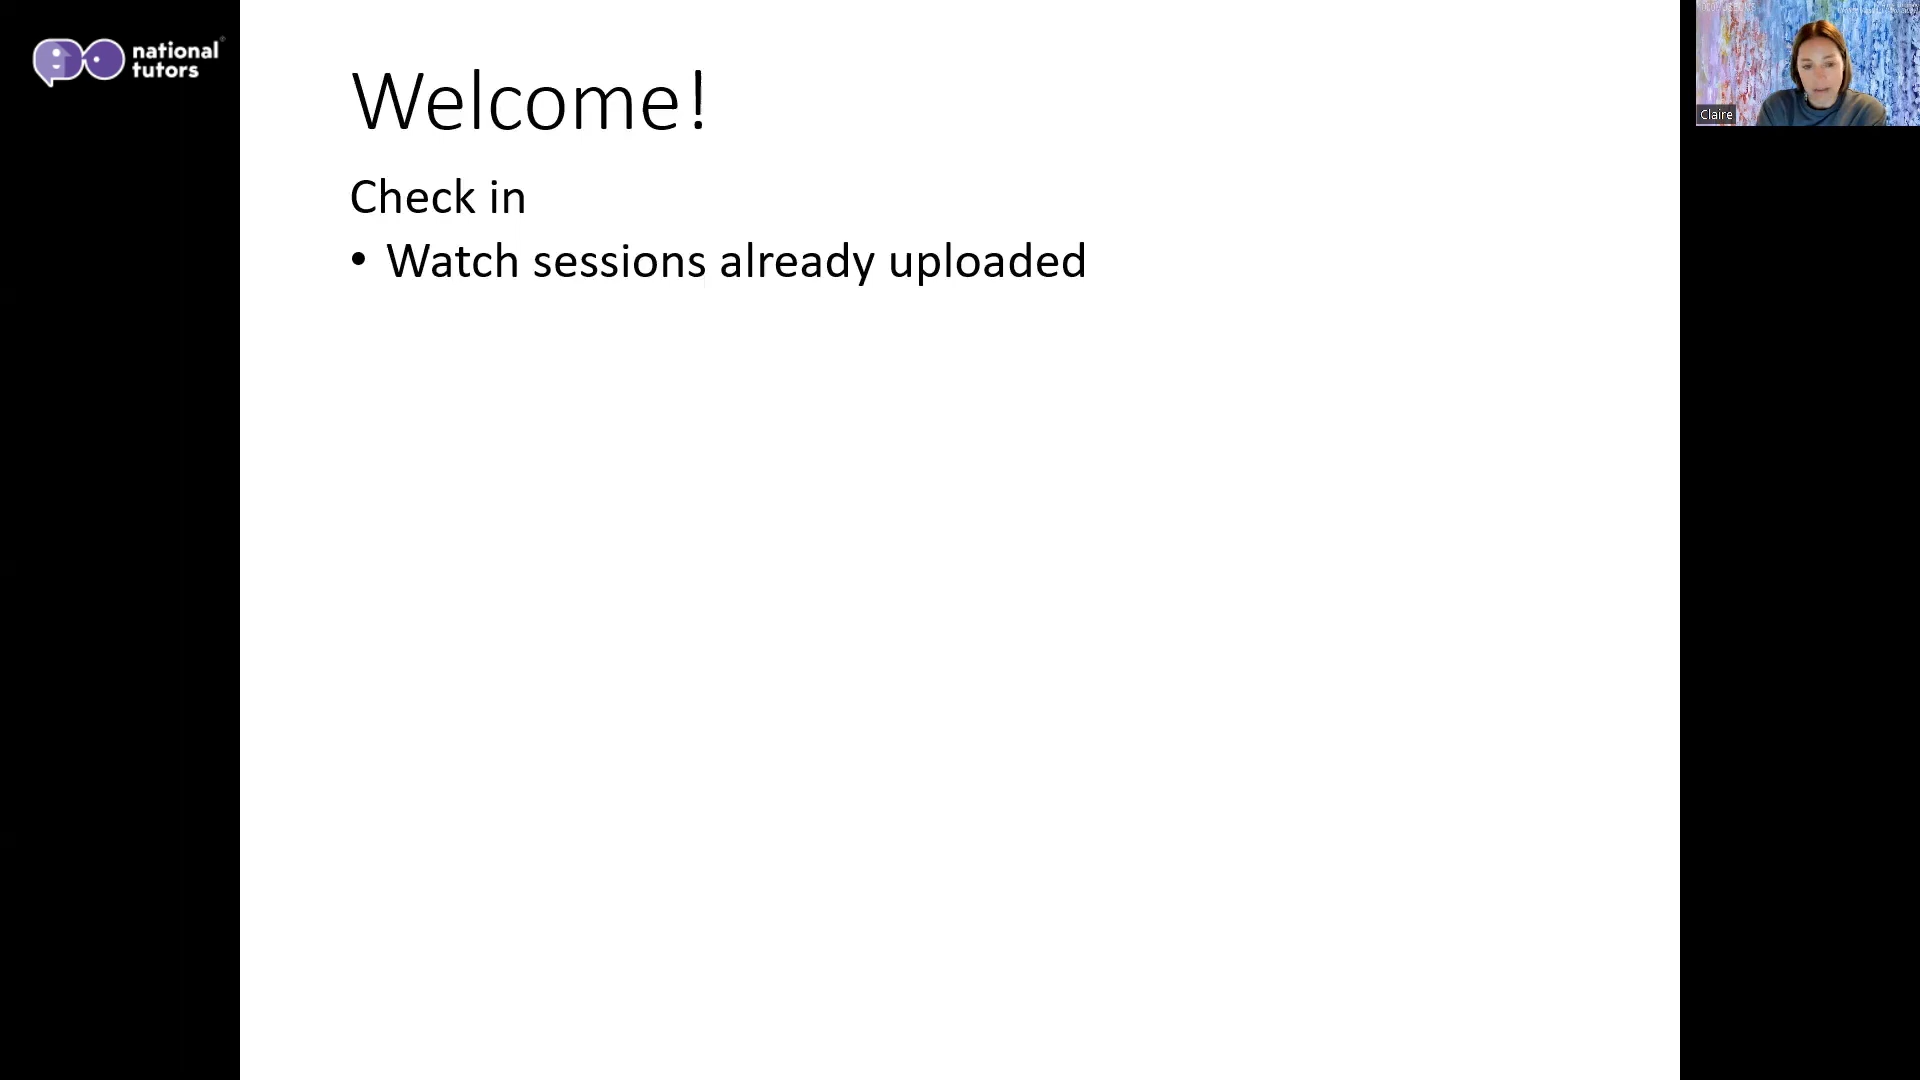 national
tutors
Welcome!
Check in
• Watch sessions already uploaded
Claire